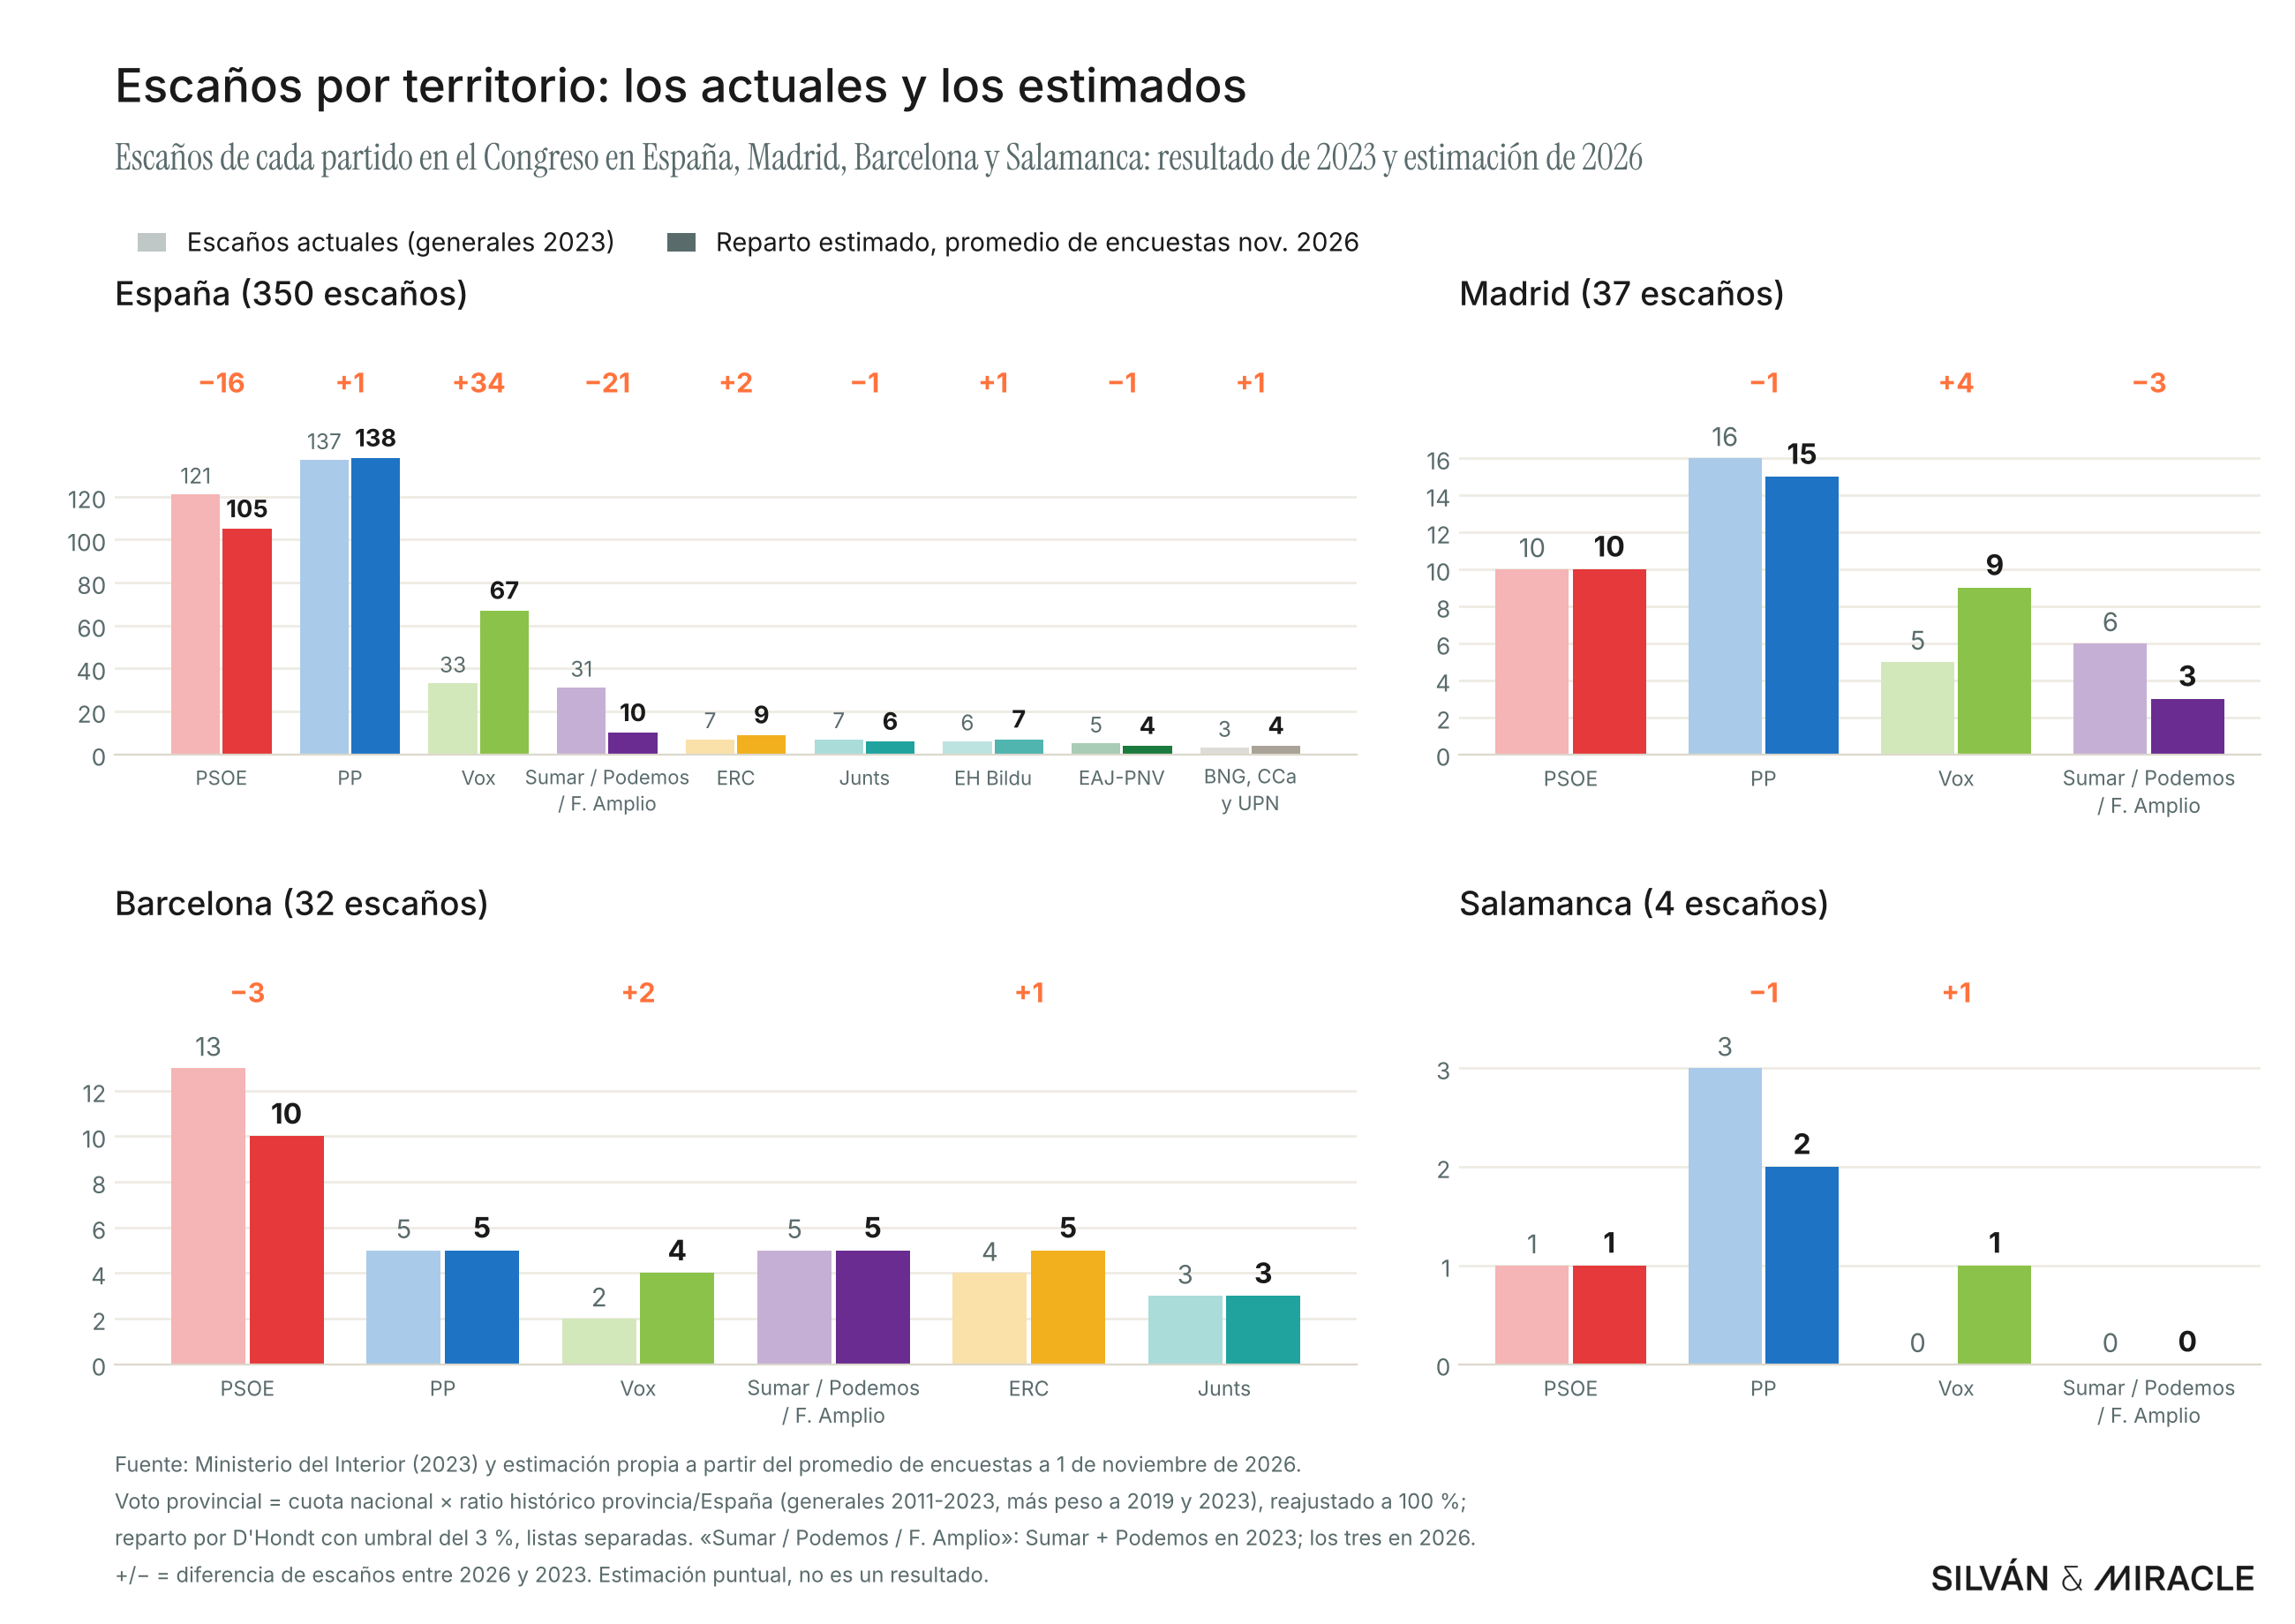 Escaños por territorio: los actuales y los estimados
Escaños de cada partido en el Congreso en España, Madrid, Barcelona y Salamanca: resultado de 2023 y estimación de 2026
Escaños actuales (generales 2023)
Reparto estimado, promedio de encuestas nov. 2026
España (350 escaños)
−16 +1 +34 −21 +2 −1 +1 −1 +1
121 105 137 138 33 67 31 10 7 9 7 6 6 7 5 4 3 4
120
100
80
60
40
20
0
PSOE PP Vox Sumar / Podemos ERC Junts EH Bildu EAJ-PNV BNG, CCa
/ F. Amplio y UPN
Madrid (37 escaños)
−1 +4 −3
10 10 16 15 5 9 6 3
16
14
12
10
8
6
4
2
0
PSOE PP Vox Sumar / Podemos
/ F. Amplio
Barcelona (32 escaños)
−3 +2 +1
13 10 5 5 2 4 5 5 4 5 3 3
12
10
8
6
4
2
0
PSOE PP Vox Sumar / Podemos ERC Junts
/ F. Amplio
Salamanca (4 escaños)
−1 +1
1 1 3 2 0 1 0 0
3
2
1
0
PSOE PP Vox Sumar / Podemos
/ F. Amplio
Fuente: Ministerio del Interior (2023) y estimación propia a partir del promedio de encuestas a 1 de noviembre de 2026.
Voto provincial = cuota nacional × ratio histórico provincia/España (generales 2011-2023, más peso a 2019 y 2023), reajustado a 100 %;
reparto por D'Hondt con umbral del 3 %, listas separadas. «Sumar / Podemos / F. Amplio»: Sumar + Podemos en 2023; los tres en 2026.
+/− = diferencia de escaños entre 2026 y 2023. Estimación puntual, no es un resultado.
SILVÁN & MIRACLE